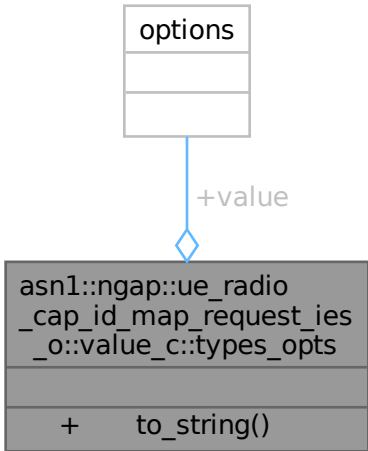 options
+value
asn1::ngap::ue_radio
_cap_id_map_request_ies
_o::value_c::types_opts
+ to_string()